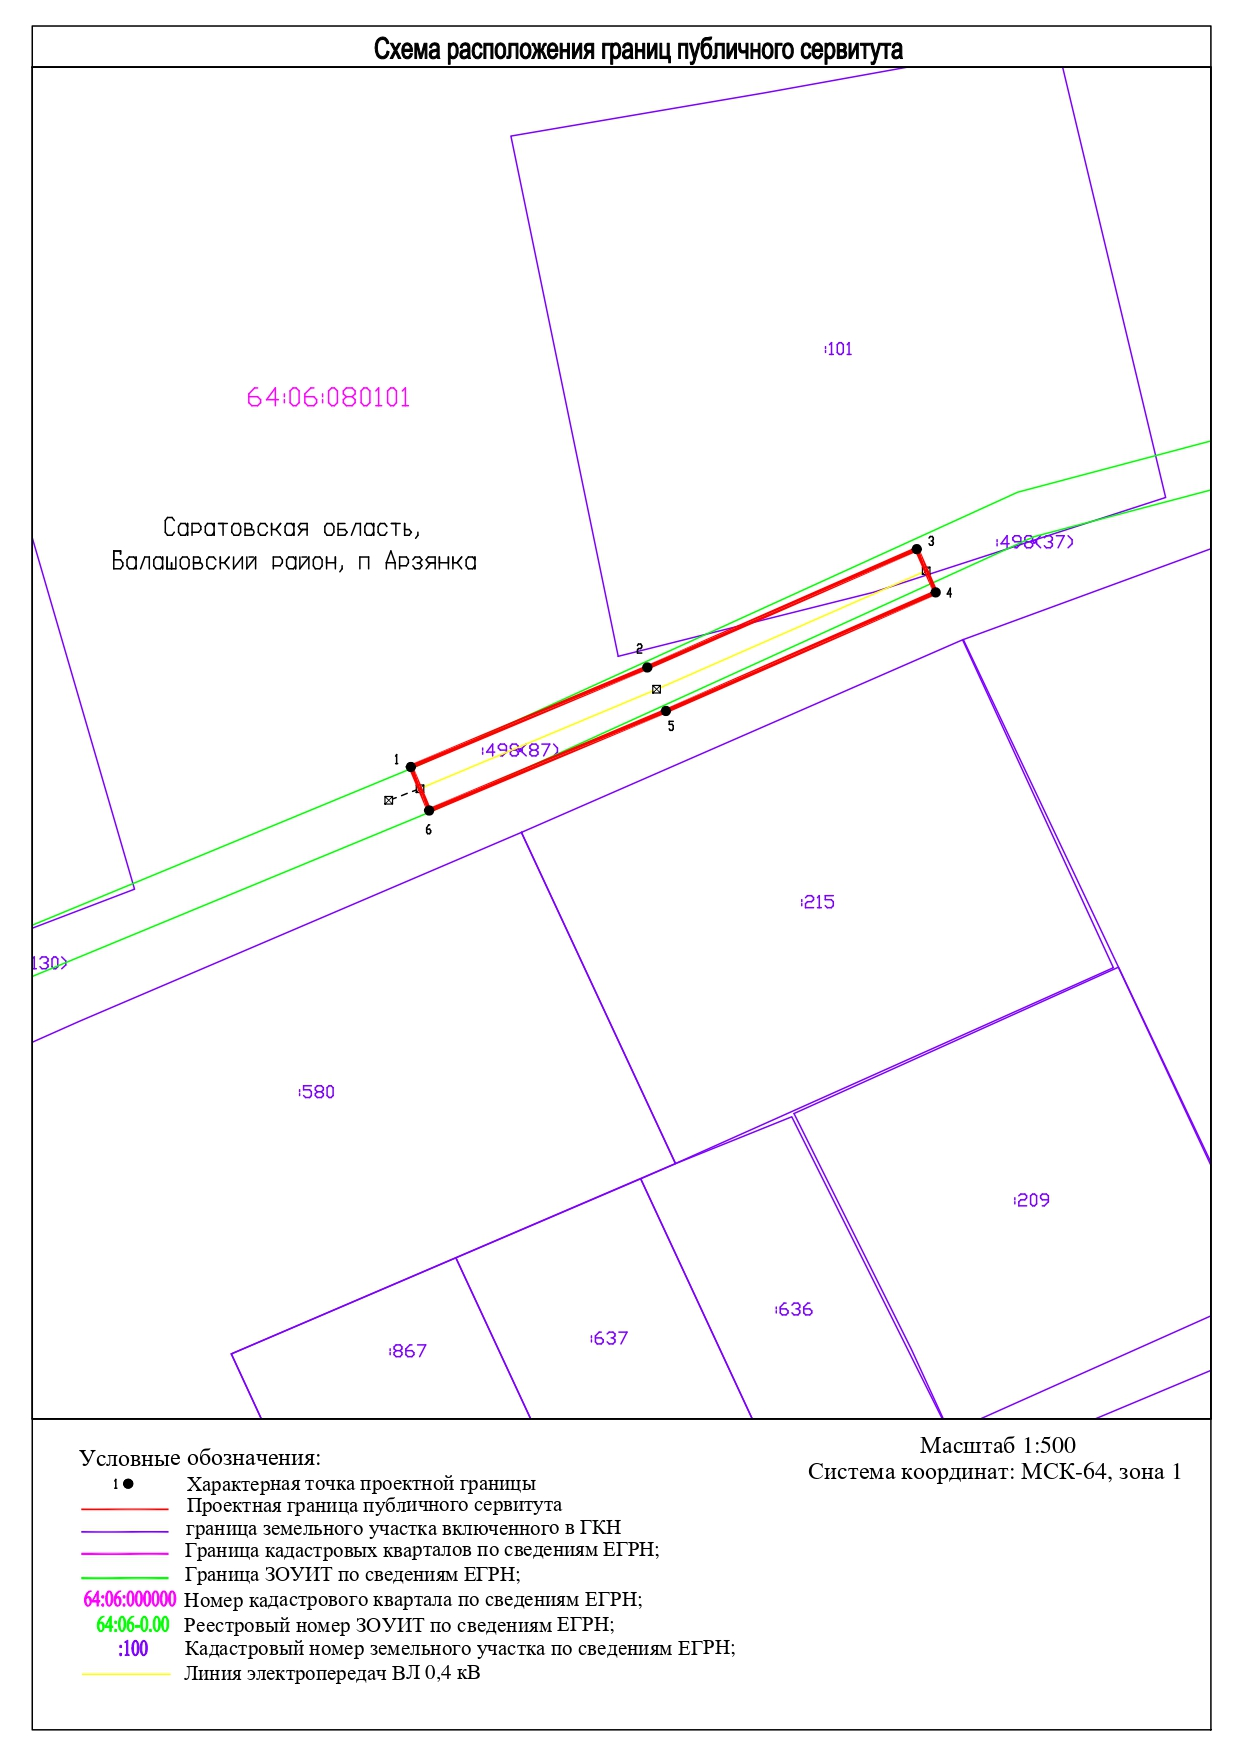 Схема расположения границ публичного сервитута
:101
64:06:080101
Саратовская область,
Балашовский район, п Арзянка
3
:498(37)
4
2
5
1
:498(87)
6
:215
130)
:580
:209
:636
:637
:867
Масштаб 1:500
Система координат: МСК-64, зона 1
Условные обозначения:
1 Характерная точка проектной границы
Проектная граница публичного сервитута
граница земельного участка включенного в ГКН
Граница кадастровых кварталов по сведениям ЕГРН;
Граница ЗОУИТ по сведениям ЕГРН;
64:06:000000 Номер кадастрового квартала по сведениям ЕГРН;
64:06-0.00 Реестровый номер ЗОУИТ по сведениям ЕГРН;
:100 Кадастровый номер земельного участка по сведениям ЕГРН;
Линия электропередач ВЛ 0,4 кВ